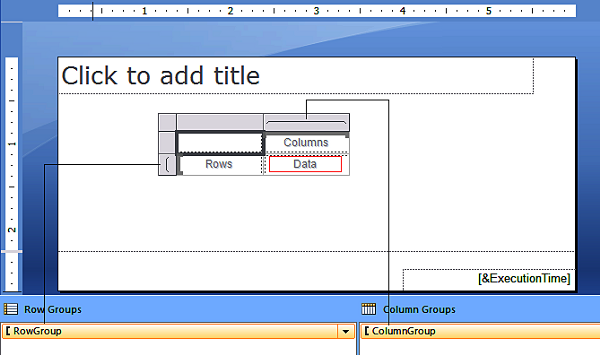 1 2 3 4 5
1
2
Click to add title
Columns
Rows Data
[&ExecutionTime]
Row Groups Column Groups
RowGroup ColumnGroup